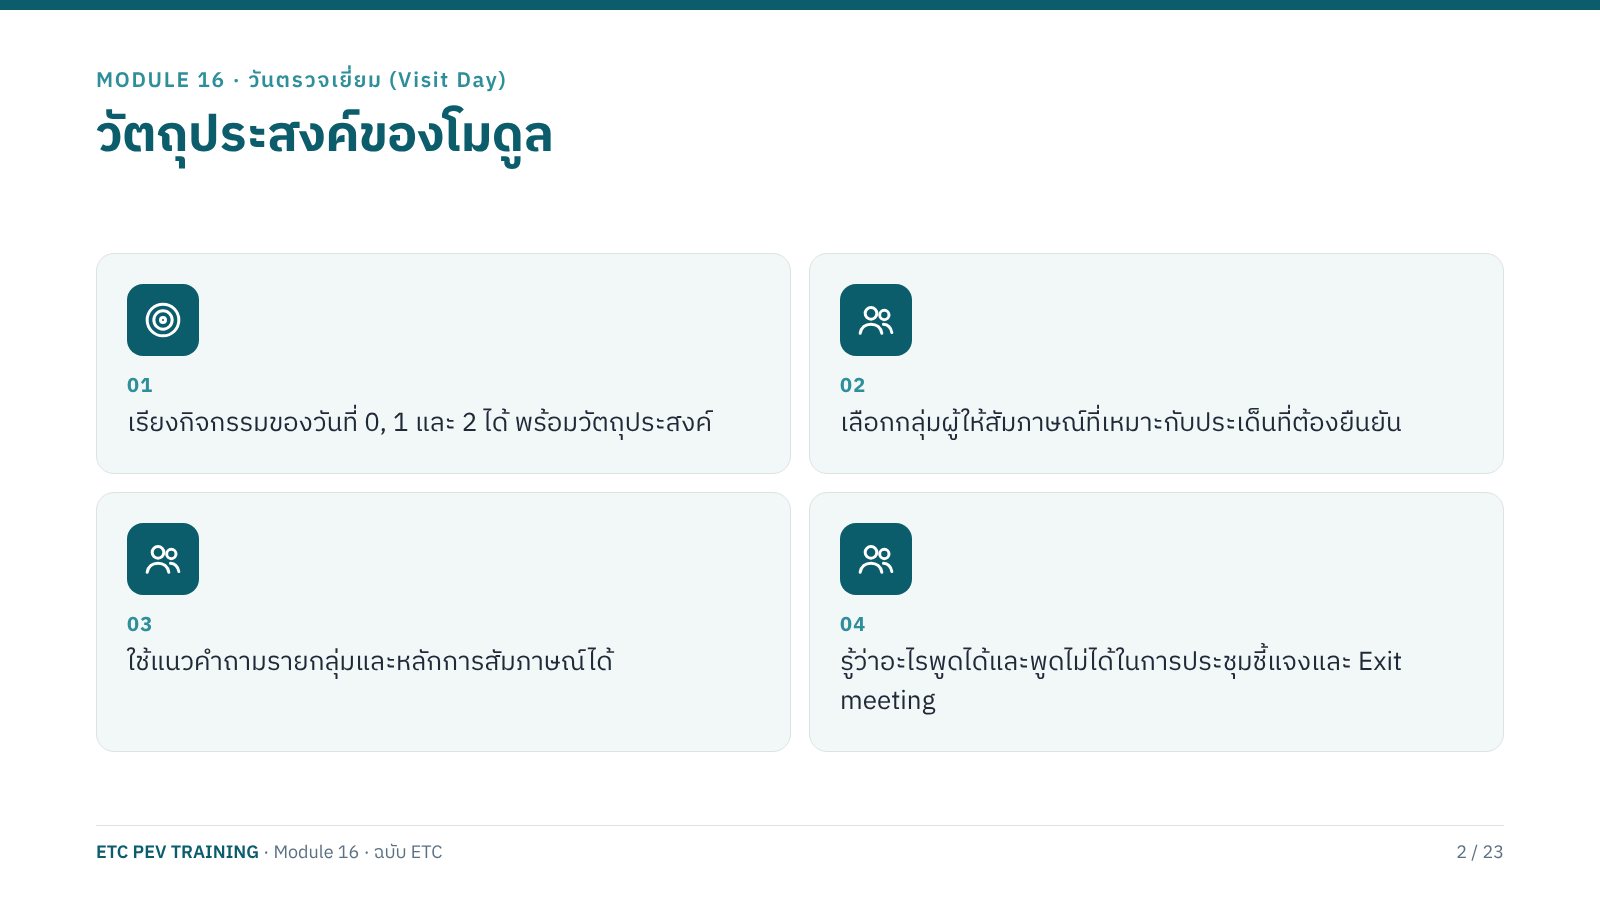 MODULE 16 · วันตรวจเยี่ยม (Visit Day)
วัตถุประสงค์ของโมดูล
01
เรียงกิจกรรมของวันที่ 0, 1 และ 2 ได้ พร้อมวัตถุประสงค์
02
เลือกกลุ่มผู้ให้สัมภาษณ์ที่เหมาะกับประเด็นที่ต้องยืนยัน
03
ใช้แนวคำถามรายกลุ่มและหลักการสัมภาษณ์ได้
04
รู้ว่าอะไรพูดได้และพูดไม่ได้ในการประชุมชี้แจงและ Exit
meeting
ETC PEV TRAINING · Module 16 · ฉบับ ETC
2 / 23